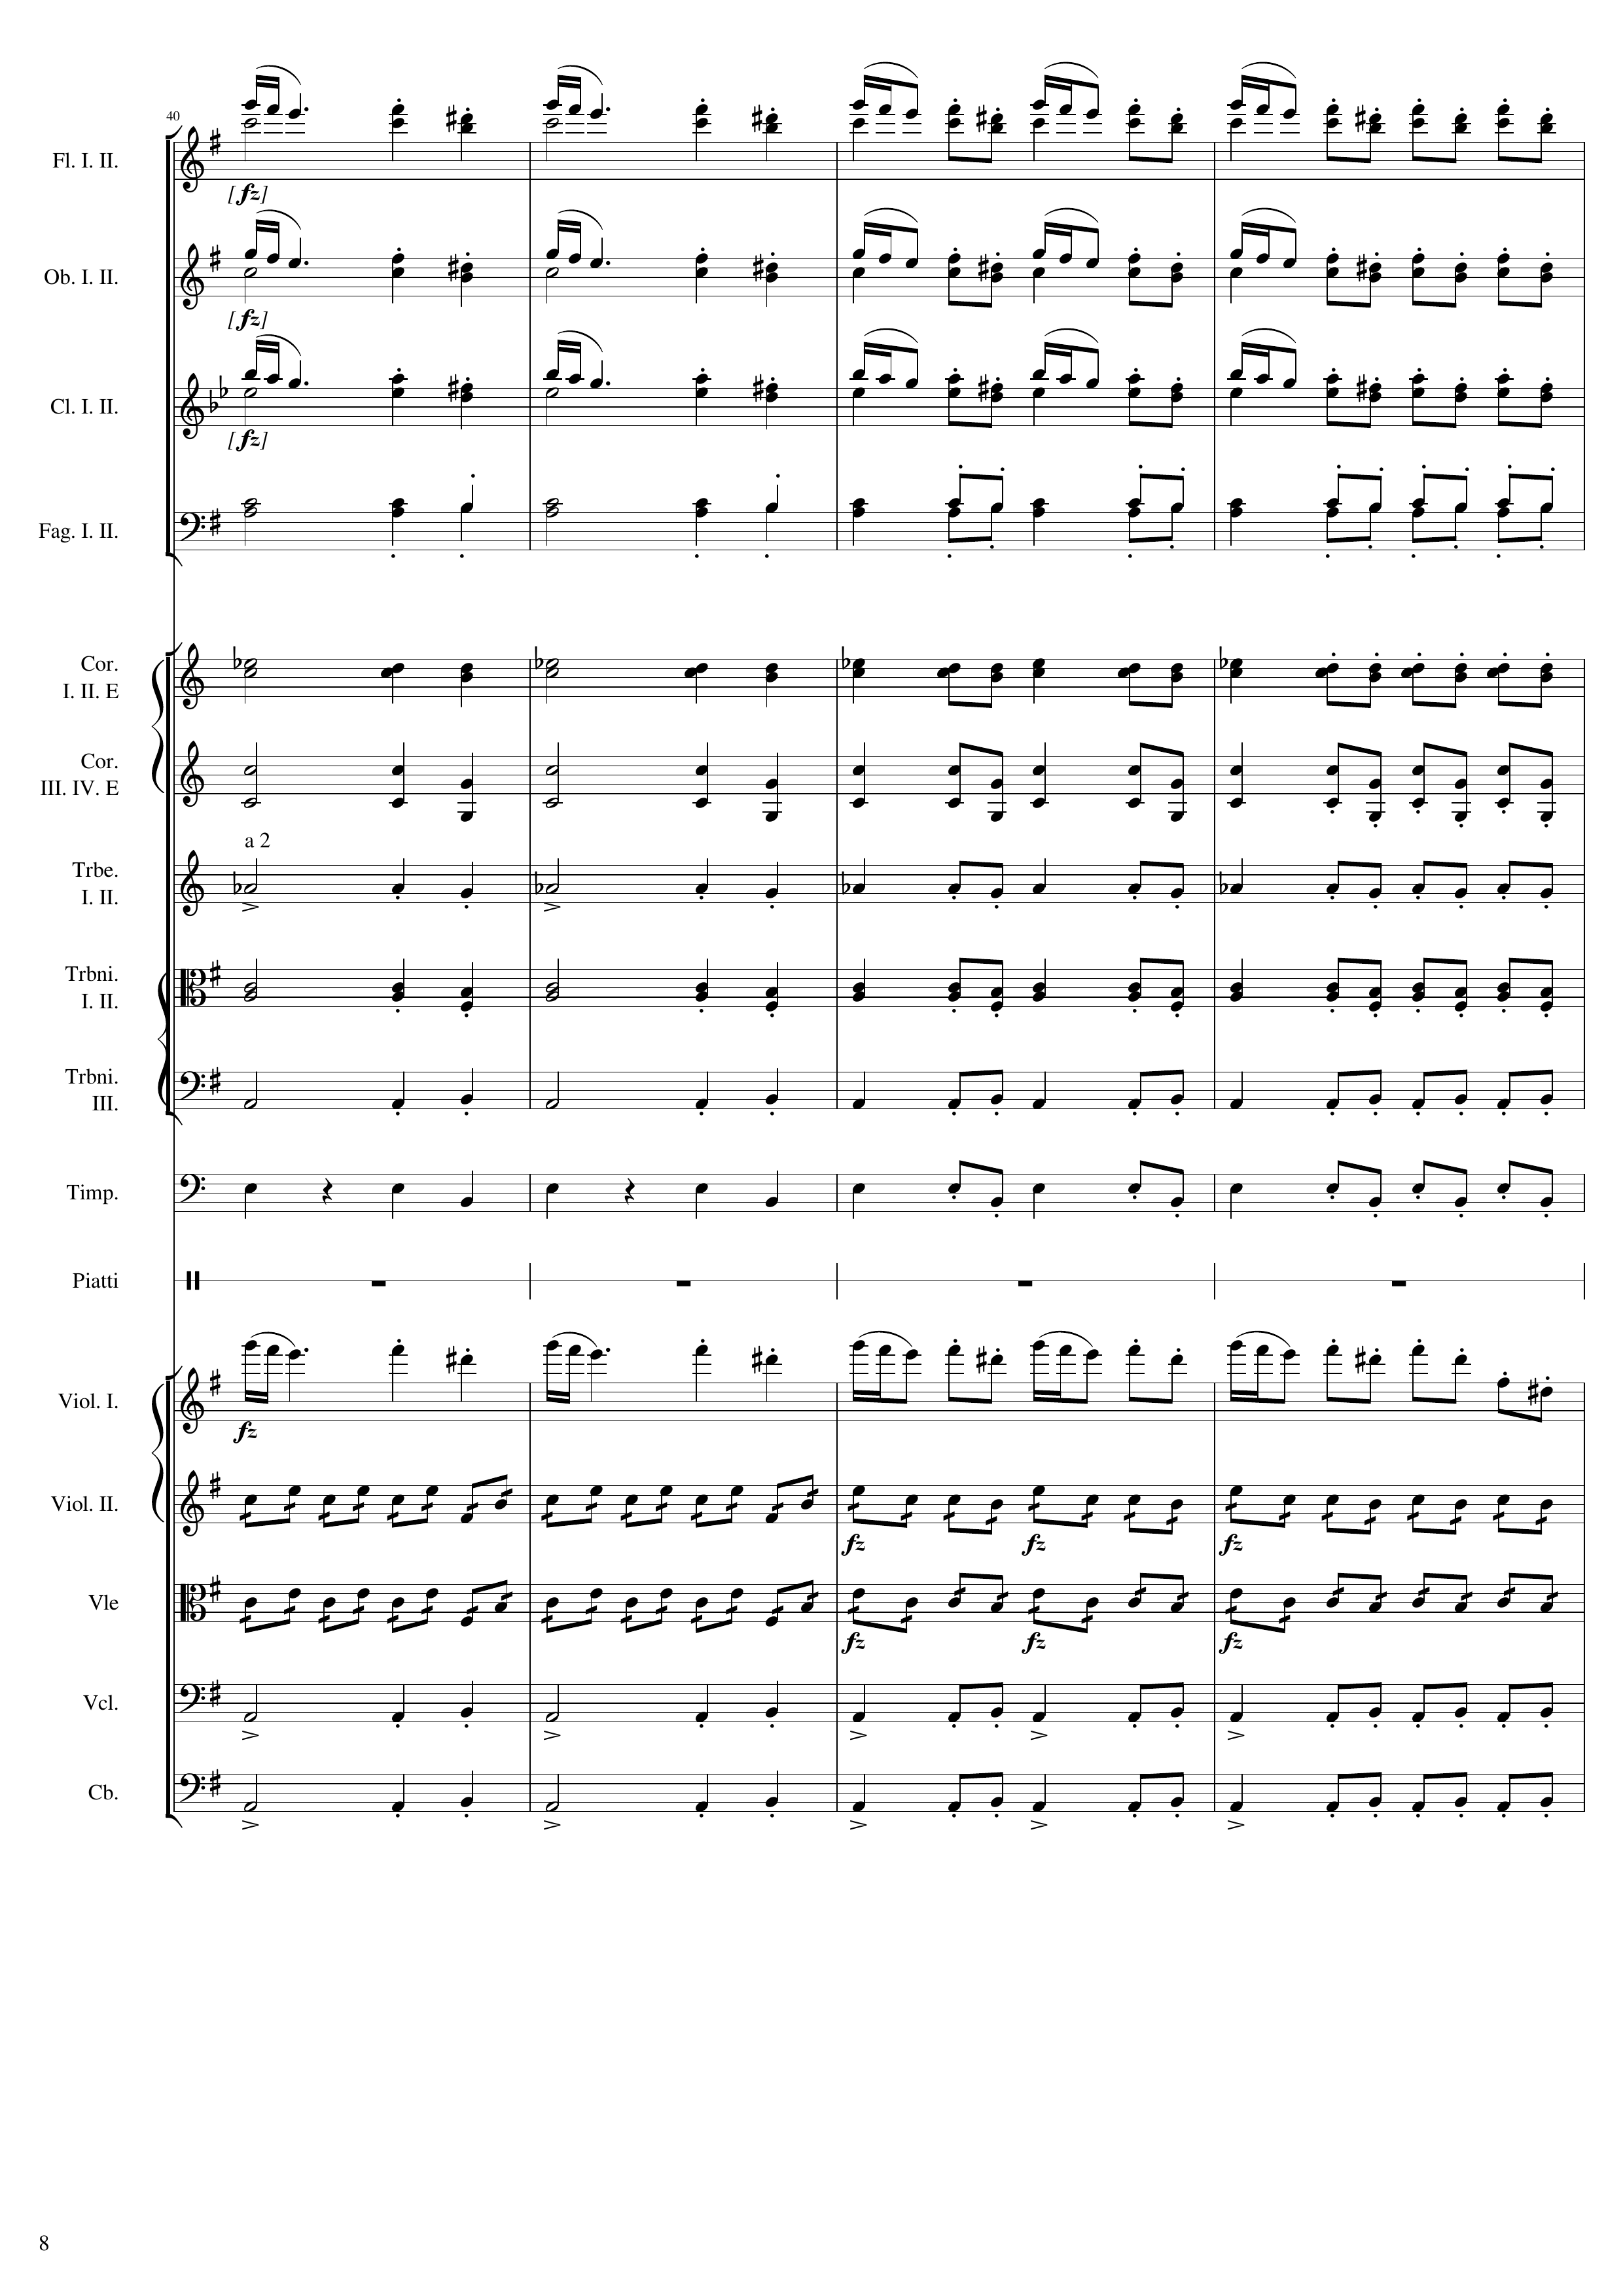 40
Fl. I. II.
[ fz]
Ob. I. II.
[ fz]
Cl. I. II.
[ fz]
Fag. I. II.
Cor.
I. II. E
Cor.
III. IV. E
a 2
Trbe.
I. II.
Trbni.
I. II.
Trbni.
III.
Timp.
Piatti
Viol. I.
fz
Viol. II.
fz fz fz
Vle
fz fz fz
Vcl.
Cb.
8